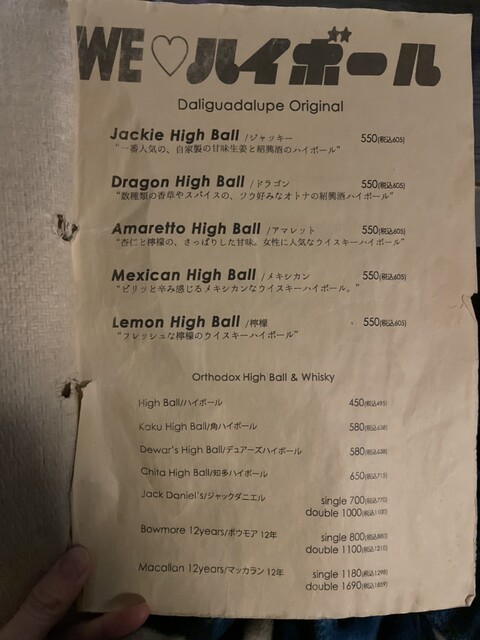 WE♡ハイボール
Daliguadalupe Original
Jackie High Ball /ジャッキー 550(税込605)
“一番人気の、自家製の甘味生姜と紹興酒のハイボール”
Dragon High Ball /ドラゴン 550(税込605)
“数種類の香草やスパイスの、ツウ好みなオトナの紹興酒ハイボール”
Amaretto High Ball /アマレット 550(税込605)
“杏仁と檸檬の、さっぱりした甘味。女性に人気なウイスキーハイボール”
Mexican High Ball /メキシカン 550(税込605)
“ピリッと辛み感じるメキシカンなウイスキーハイボール。”
Lemon High Ball /檸檬 550(税込605)
“フレッシュな檸檬のウイスキーハイボール”
Orthodox High Ball & Whisky
High Ball/ハイボール 450(税込495)
Kaku High Ball/角ハイボール 580(税込638)
Dewar's High Ball/デュアーズハイボール 580(税込638)
Chita High Ball/知多ハイボール 650(税込715)
Jack Daniel's/ジャックダニエル single 700(税込770)
double 1000(税込1100)
Bowmore 12years/ボウモア 12年 single 800(税込880)
double 1100(税込1210)
Macallan 12years/マッカラン 12年 single 1180(税込1298)
double 1690(税込1859)